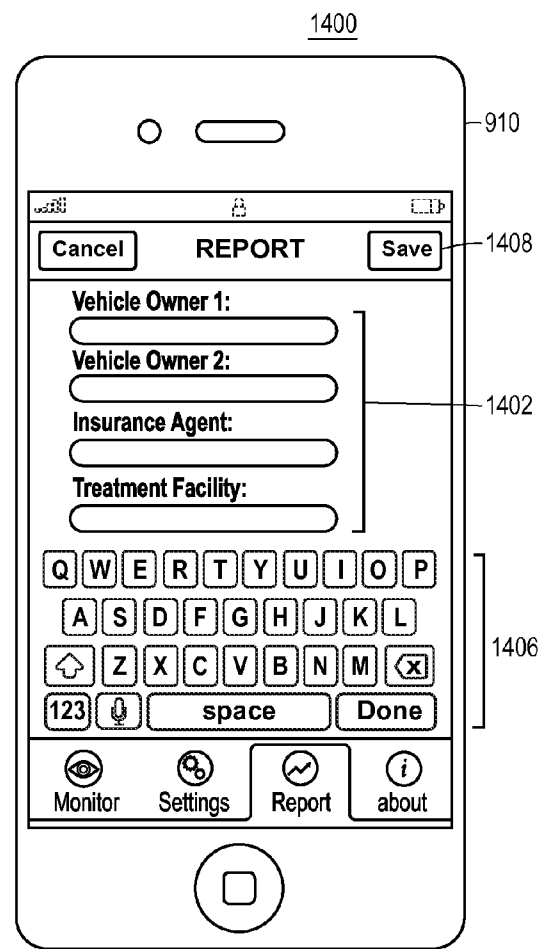 1400
910
Cancel REPORT Save
1408
Vehicle Owner 1:
Vehicle Owner 2:
1402
Insurance Agent:
Treatment Facility:
Q W E R T Y U I O P
A S D F G H J K L
1406
Z X C V B N M X
123 space Done
i
Monitor Settings Report about